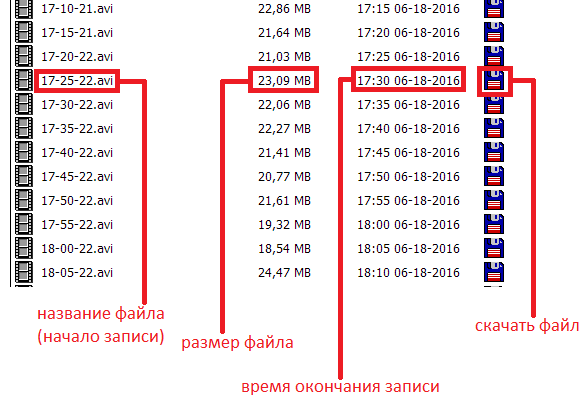 17-10-21.avi 22,86 MB 17:15 06-18-2016
17-15-21.avi 21,64 MB 17:20 06-18-2016
17-20-22.avi 21,03 MB 17:25 06-18-2016
17-25-22.avi 23,09 MB 17:30 06-18-2016
17-30-22.avi 22,06 MB 17:35 06-18-2016
17-35-22.avi 22,27 MB 17:40 06-18-2016
17-40-22.avi 21,41 MB 17:45 06-18-2016
17-45-22.avi 20,77 MB 17:50 06-18-2016
17-50-22.avi 21,61 MB 17:55 06-18-2016
17-55-22.avi 19,32 MB 18:00 06-18-2016
18-00-22.avi 18,54 MB 18:05 06-18-2016
18-05-22.avi 24,47 MB 18:10 06-18-2016
название файла
(начало записи)
размер файла
скачать файл
время окончания записи